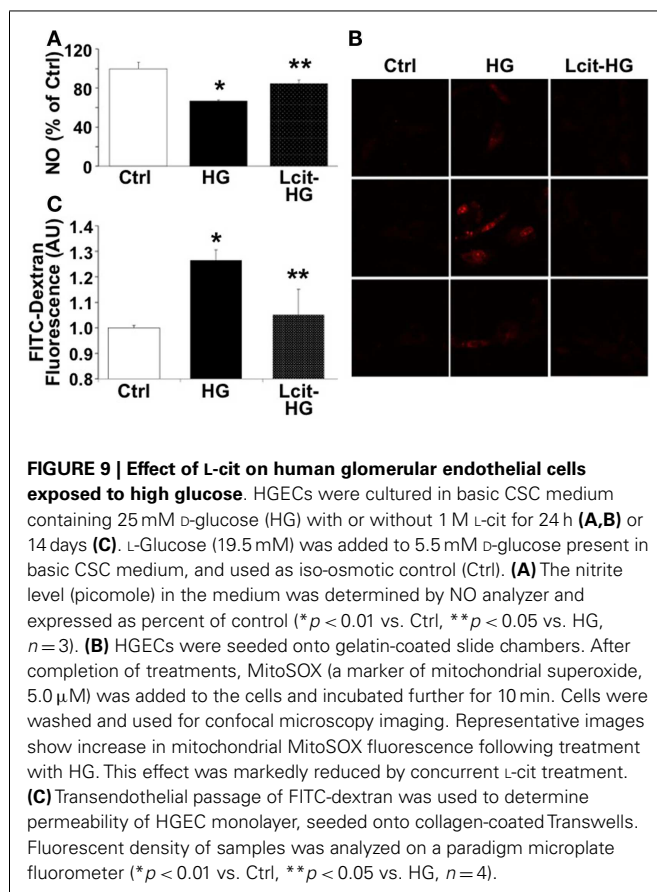 A
B
NO (% of Ctrl)
120
80
40
0
*
**
Ctrl
HG
Lcit-
HG
Ctrl
HG
Lcit-HG
C
FITC-Dextran
Fluorescence (AU)
1.4
1.3
1.2
1.1
1.0
0.9
0.8
*
**
Ctrl
HG
Lcit-
HG
FIGURE 9 | Effect of L-cit on human glomerular endothelial cells
exposed to high glucose. HGECs were cultured in basic CSC medium
containing 25 mM D-glucose (HG) with or without 1 M L-cit for 24 h (A,B) or
14 days (C). L-Glucose (19.5 mM) was added to 5.5 mM D-glucose present in
basic CSC medium, and used as iso-osmotic control (Ctrl). (A) The nitrite
level (picomole) in the medium was determined by NO analyzer and
expressed as percent of control (*p < 0.01 vs. Ctrl, **p < 0.05 vs. HG,
n = 3). (B) HGECs were seeded onto gelatin-coated slide chambers. After
completion of treatments, MitoSOX (a marker of mitochondrial superoxide,
5.0 μM) was added to the cells and incubated further for 10 min. Cells were
washed and used for confocal microscopy imaging. Representative images
show increase in mitochondrial MitoSOX fluorescence following treatment
with HG. This effect was markedly reduced by concurrent L-cit treatment.
(C) Transendothelial passage of FITC-dextran was used to determine
permeability of HGEC monolayer, seeded onto collagen-coated Transwells.
Fluorescent density of samples was analyzed on a paradigm microplate
fluorometer (*p < 0.01 vs. Ctrl, **p < 0.05 vs. HG, n = 4).